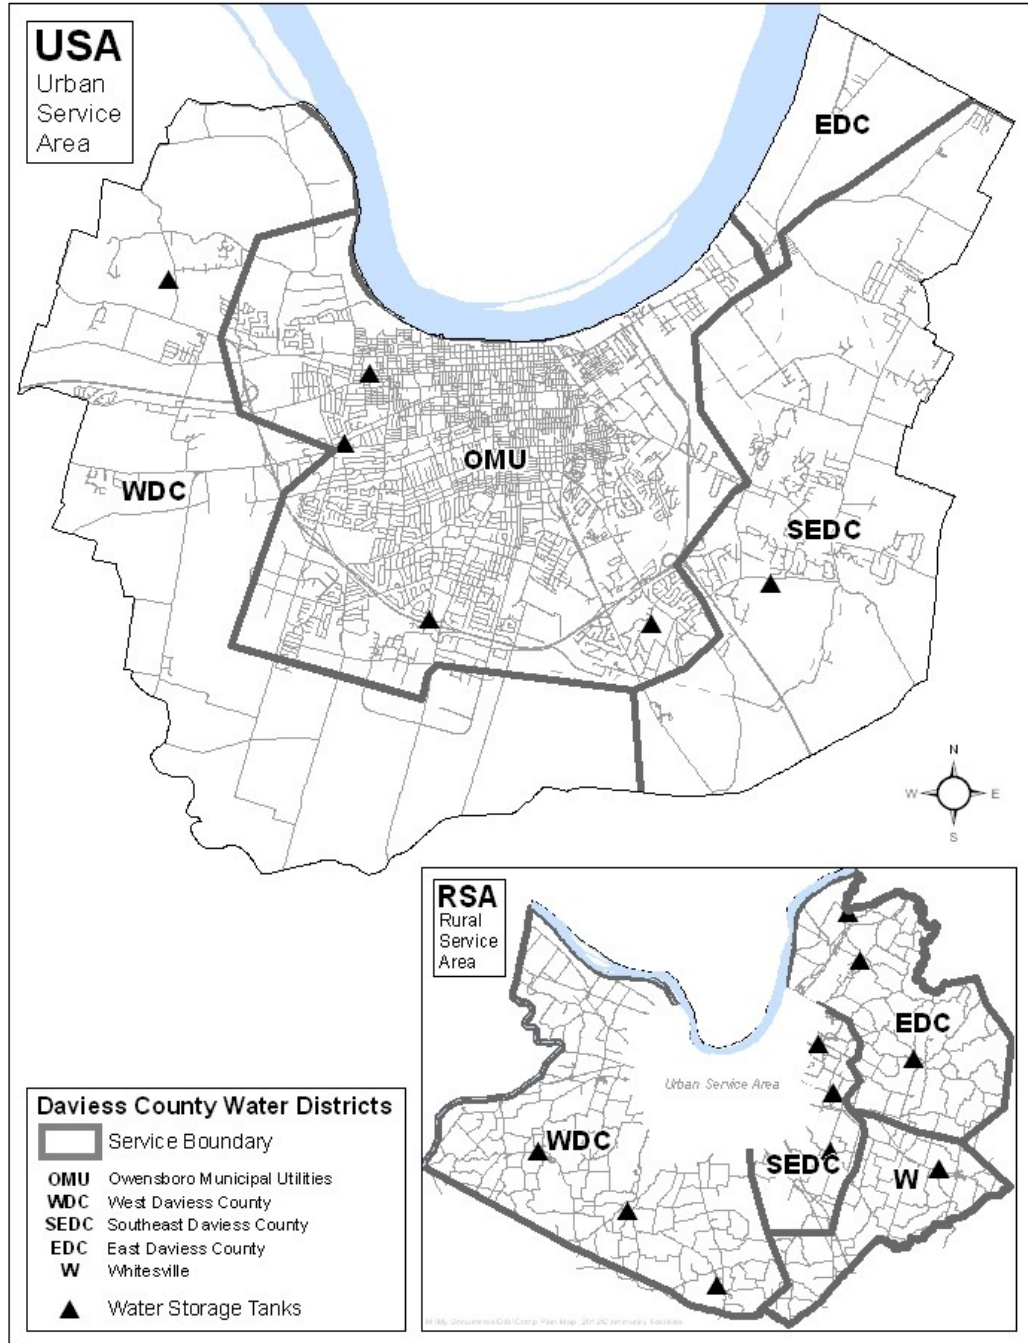 USA
Urban
Service
Area
EDC
OMU
WDC
SEDC
N
W E
S
RSA
Rural
Service
Area
EDC
Urban Service Area
WDC
SEDC
W
Daviess County Water Districts
Service Boundary
OMU Owensboro Municipal Utilities
WDC West Daviess County
SEDC Southeast Daviess County
EDC East Daviess County
W Whitesville
Water Storage Tanks